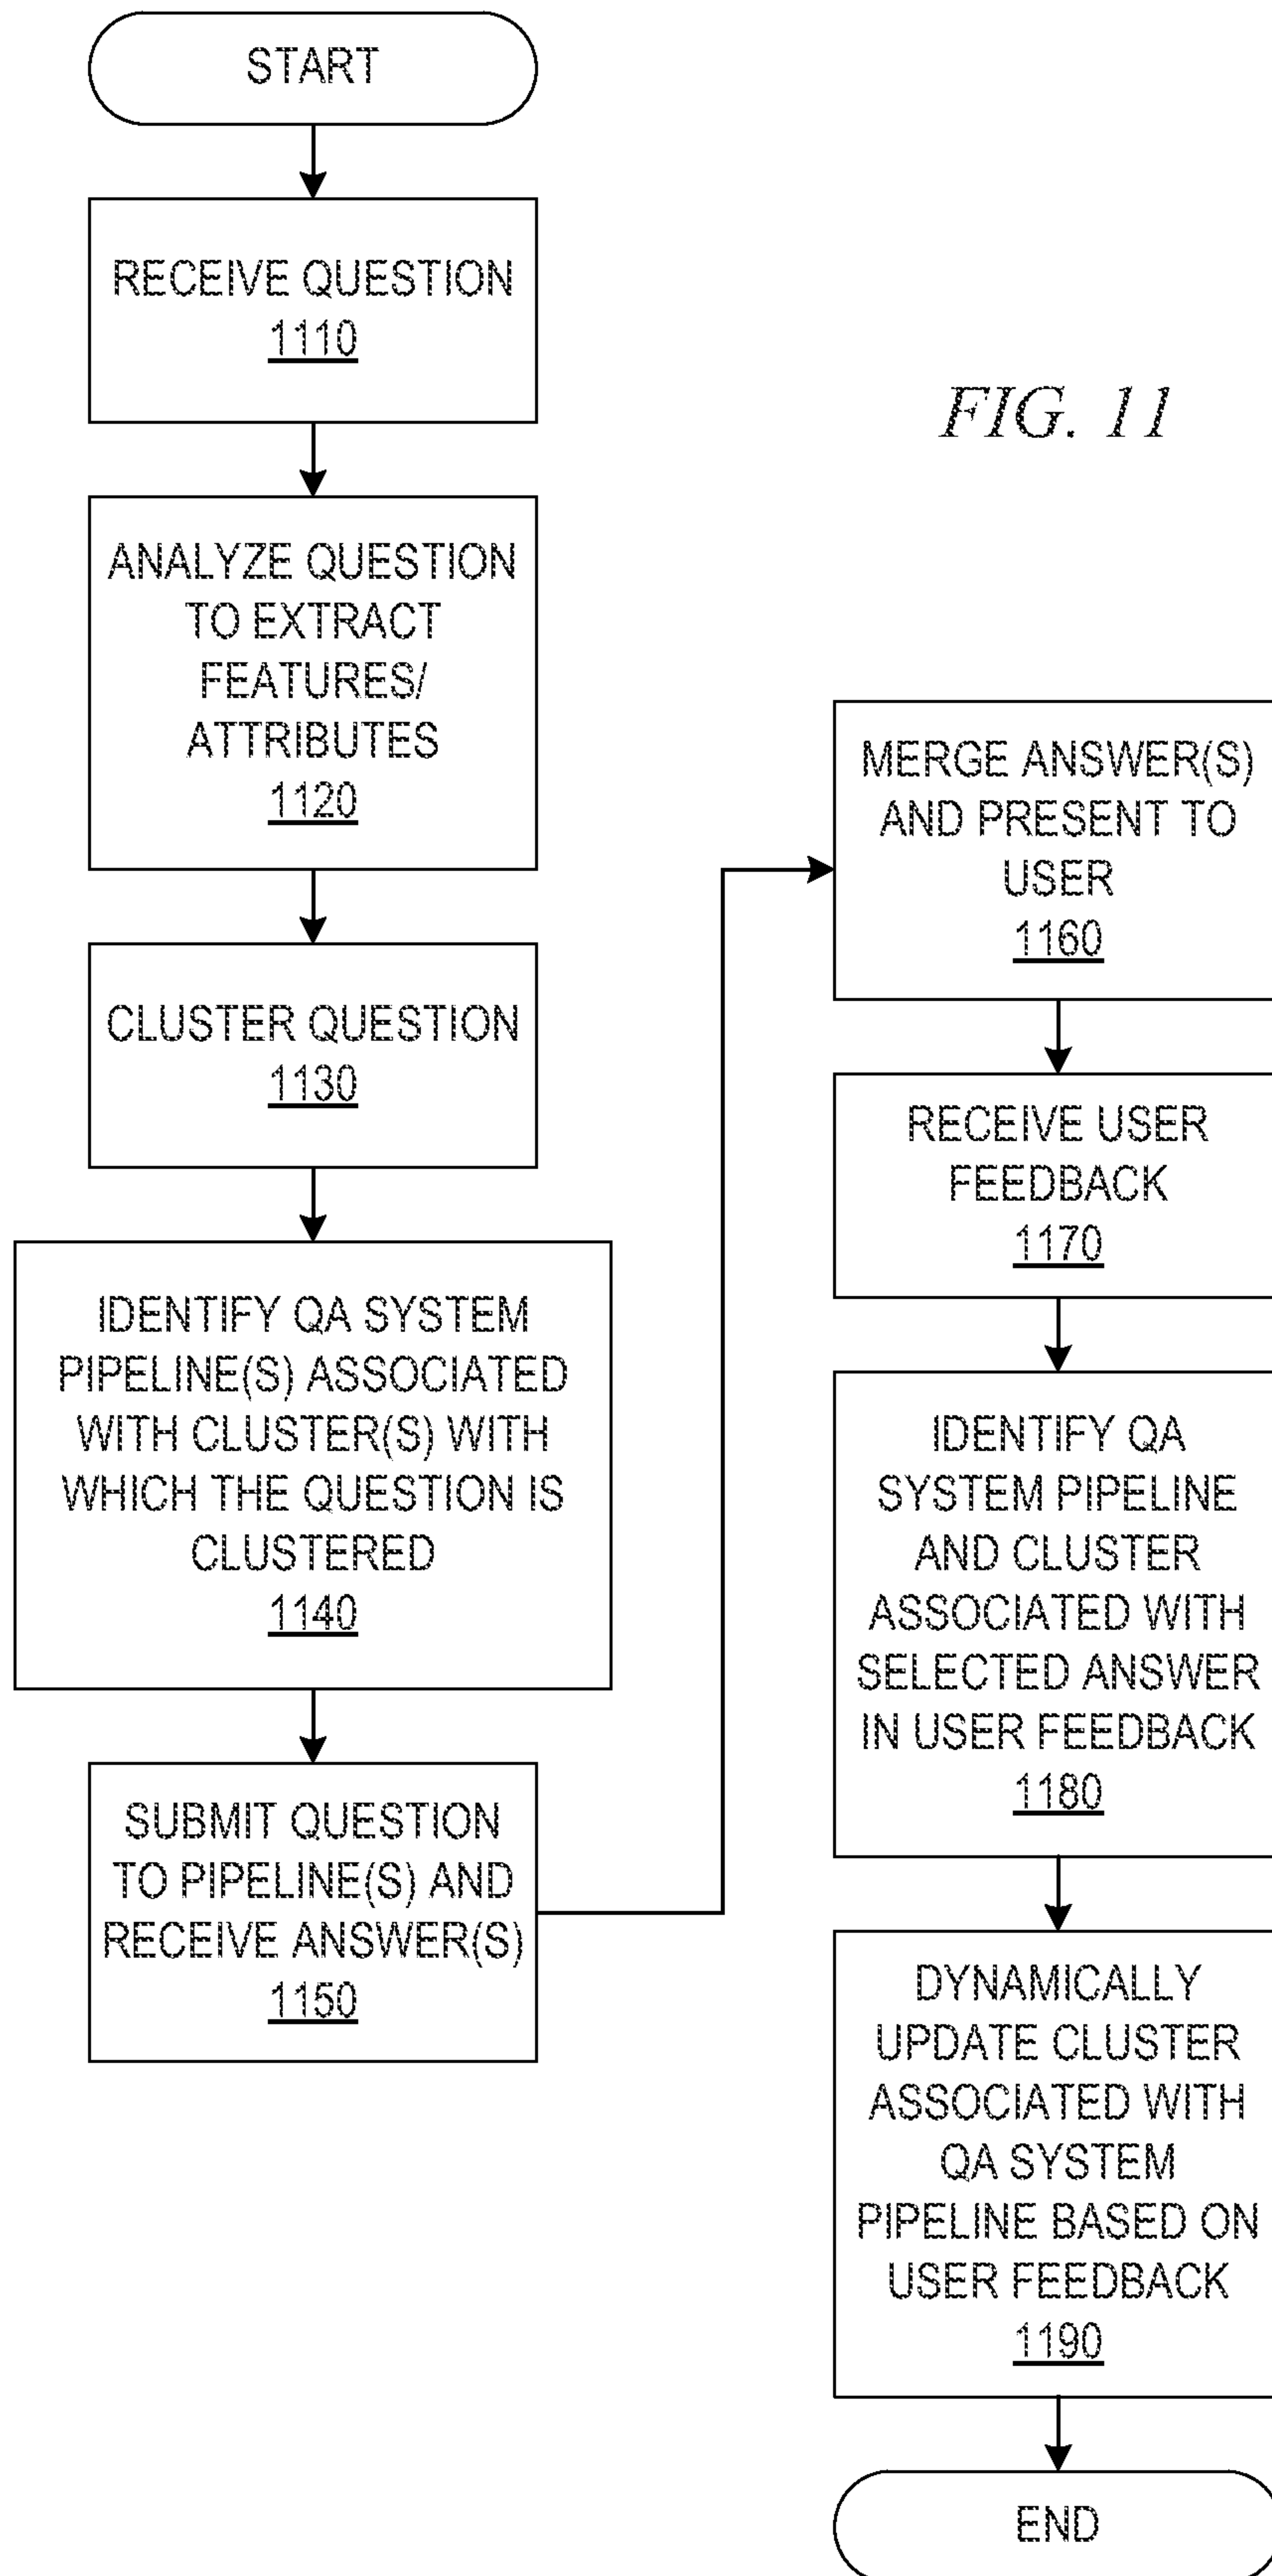 START
RECEIVE QUESTION
1110
ANALYZE QUESTION
TO EXTRACT
FEATURES/
ATTRIBUTES
1120
CLUSTER QUESTION
1130
IDENTIFY QA SYSTEM
PIPELINE(S) ASSOCIATED
WITH CLUSTER(S) WITH
WHICH THE QUESTION IS
CLUSTERED
1140
SUBMIT QUESTION
TO PIPELINE(S) AND
RECEIVE ANSWER(S)
1150
FIG. 11
MERGE ANSWER(S)
AND PRESENT TO
USER
1160
RECEIVE USER
FEEDBACK
1170
IDENTIFY QA
SYSTEM PIPELINE
AND CLUSTER
ASSOCIATED WITH
SELECTED ANSWER
IN USER FEEDBACK
1180
DYNAMICALLY
UPDATE CLUSTER
ASSOCIATED WITH
QA SYSTEM
PIPELINE BASED ON
USER FEEDBACK
1190
END